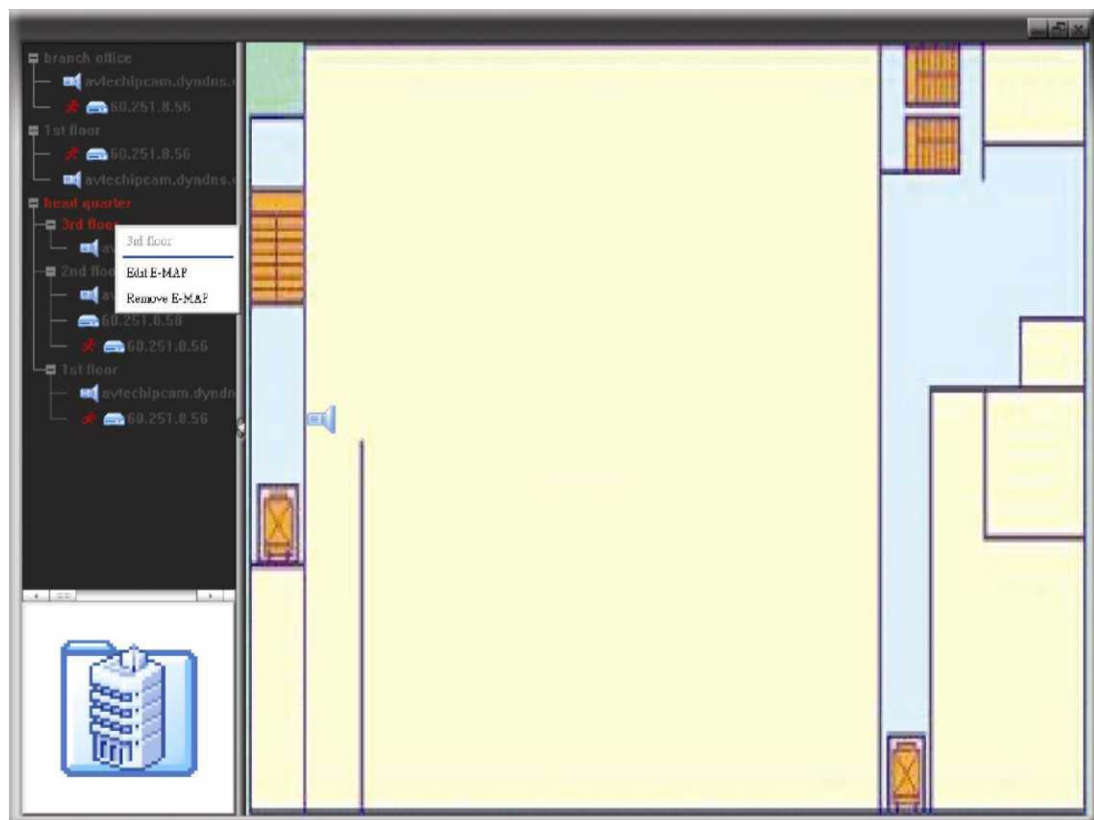 branch office
avtechipcam.dyndns.
60.251.8.56
1st floor
60.251.8.56
avtechipcam.dyndns.
head quarter
3rd floor
3rd floor
Edit E-MAP
Remove E-MAP
2nd floo
60.251.8.56
60.251.8.56
1st floor
avtechipcam.dyndn
60.251.8.56